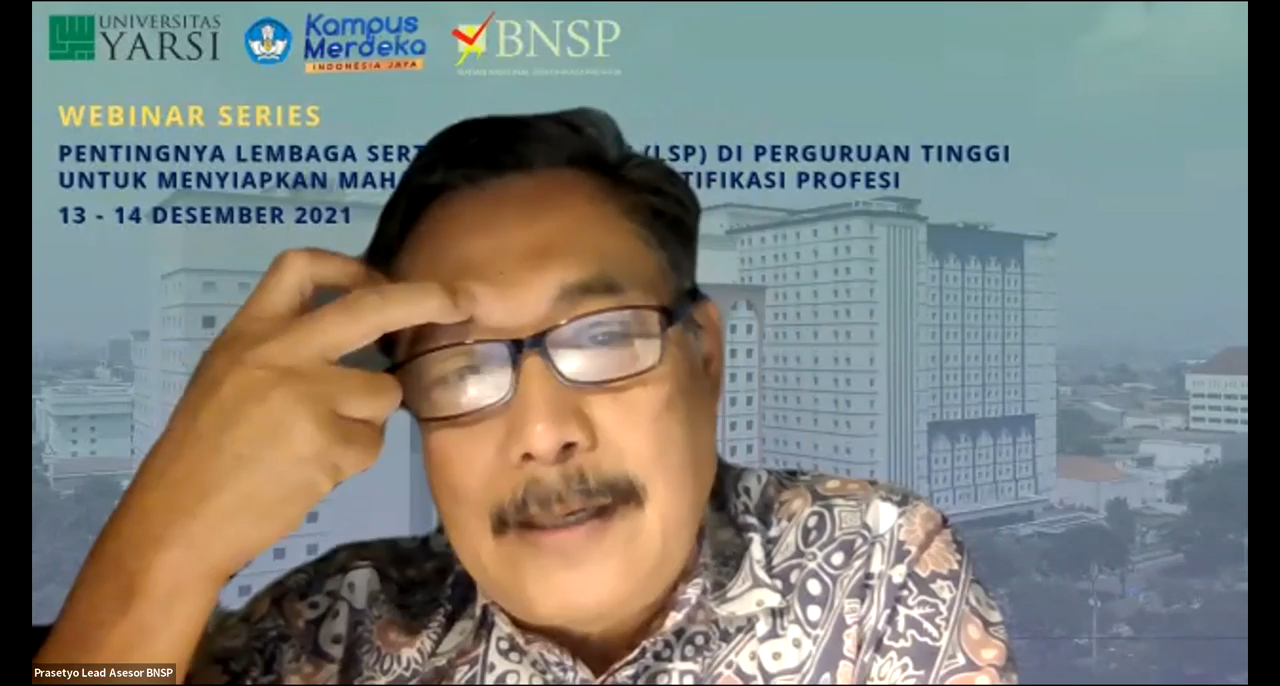 UNIVERSITAS
YARSI
Kampus
Merdeka
INDONESIA JAYA
BNSP
WEBINAR SERIES
PENTINGNYA LEMBAGA SERT (LSP) DI PERGURUAN TINGGI
UNTUK MENYIAPKAN MAHA TIFIKASI PROFESI
13 - 14 DESEMBER 2021
Prasetyo Lead Asesor BNSP